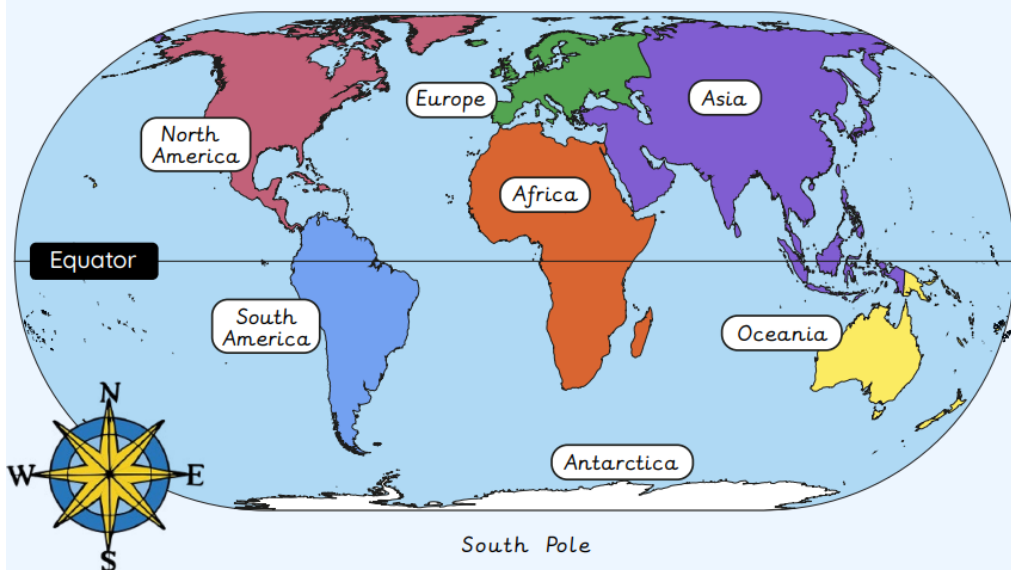 Europe
Asia
North
America
Africa
Equator
South
America
Oceania
N
W
E
S
Antarctica
South Pole